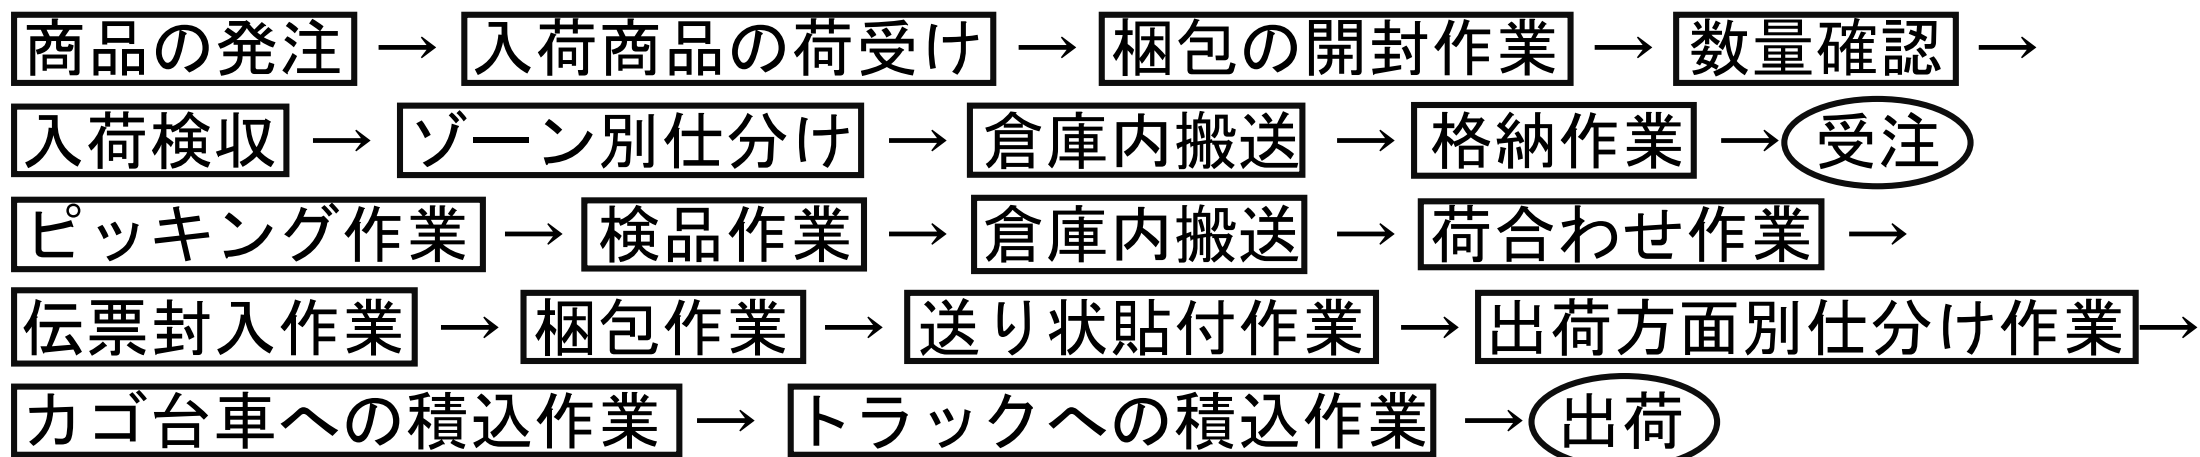 商品の発注 → 入荷商品の荷受け → 梱包の開封作業 → 数量確認 →
入荷検収 → ゾーン別仕分け → 倉庫内搬送 → 格納作業 → 受注
ピッキング作業 → 検品作業 → 倉庫内搬送 → 荷合わせ作業 →
伝票封入作業 → 梱包作業 → 送り状貼付作業 → 出荷方面別仕分け作業 →
カゴ台車への積込作業 → トラックへの積込作業 → 出荷